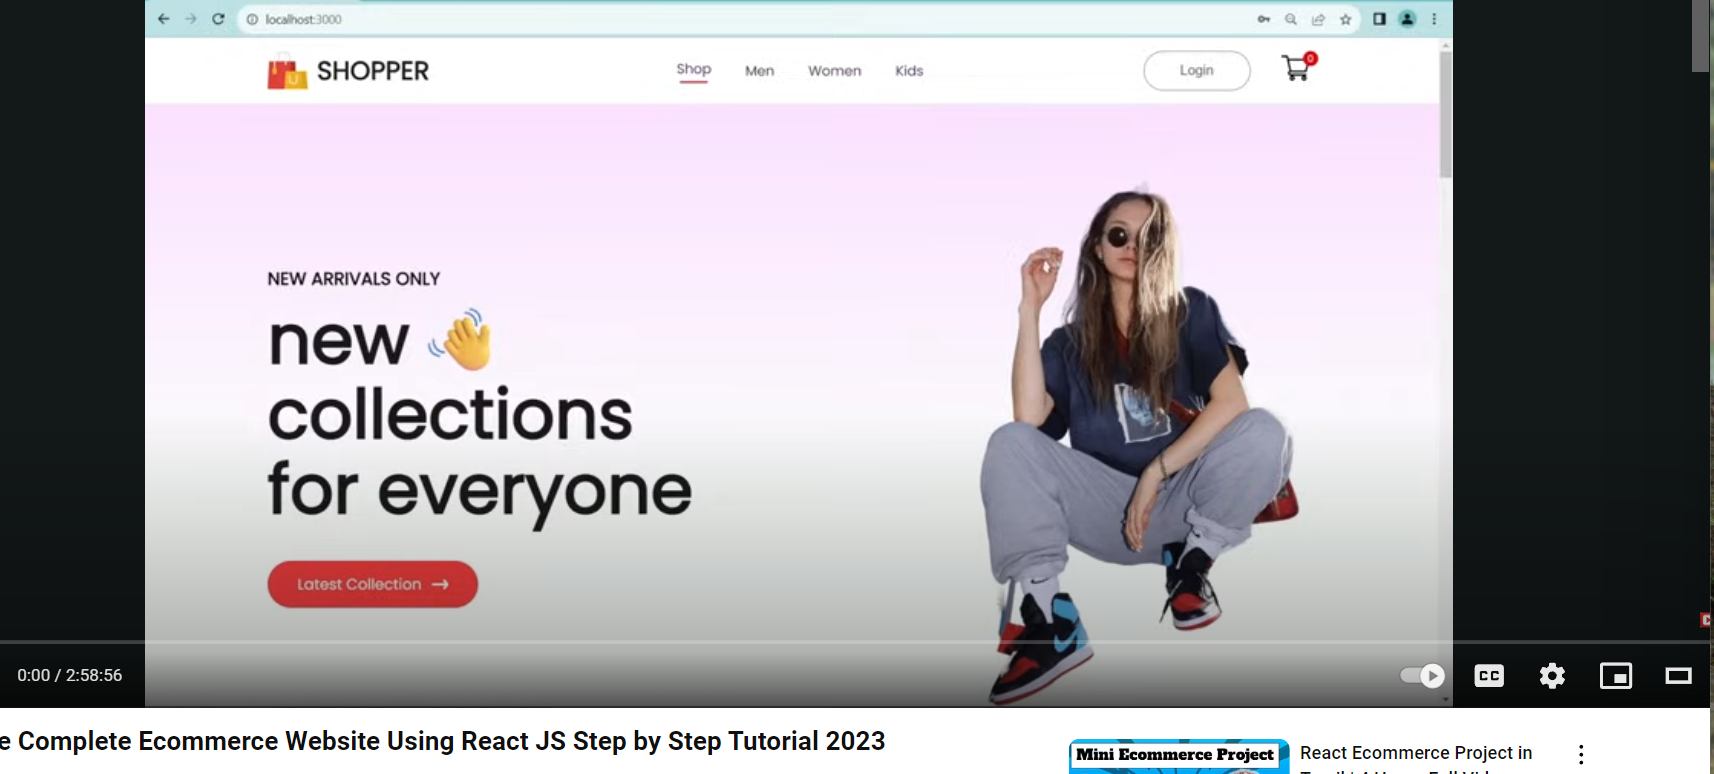 localhost:3000
SHOPPER
Shop Men Women Kids Login 0
NEW ARRIVALS ONLY
new
collections
for everyone
Latest Collection →
0:00 / 2:58:56
CC
e Complete Ecommerce Website Using React JS Step by Step Tutorial 2023
Mini Ecommerce Project
React Ecommerce Project in